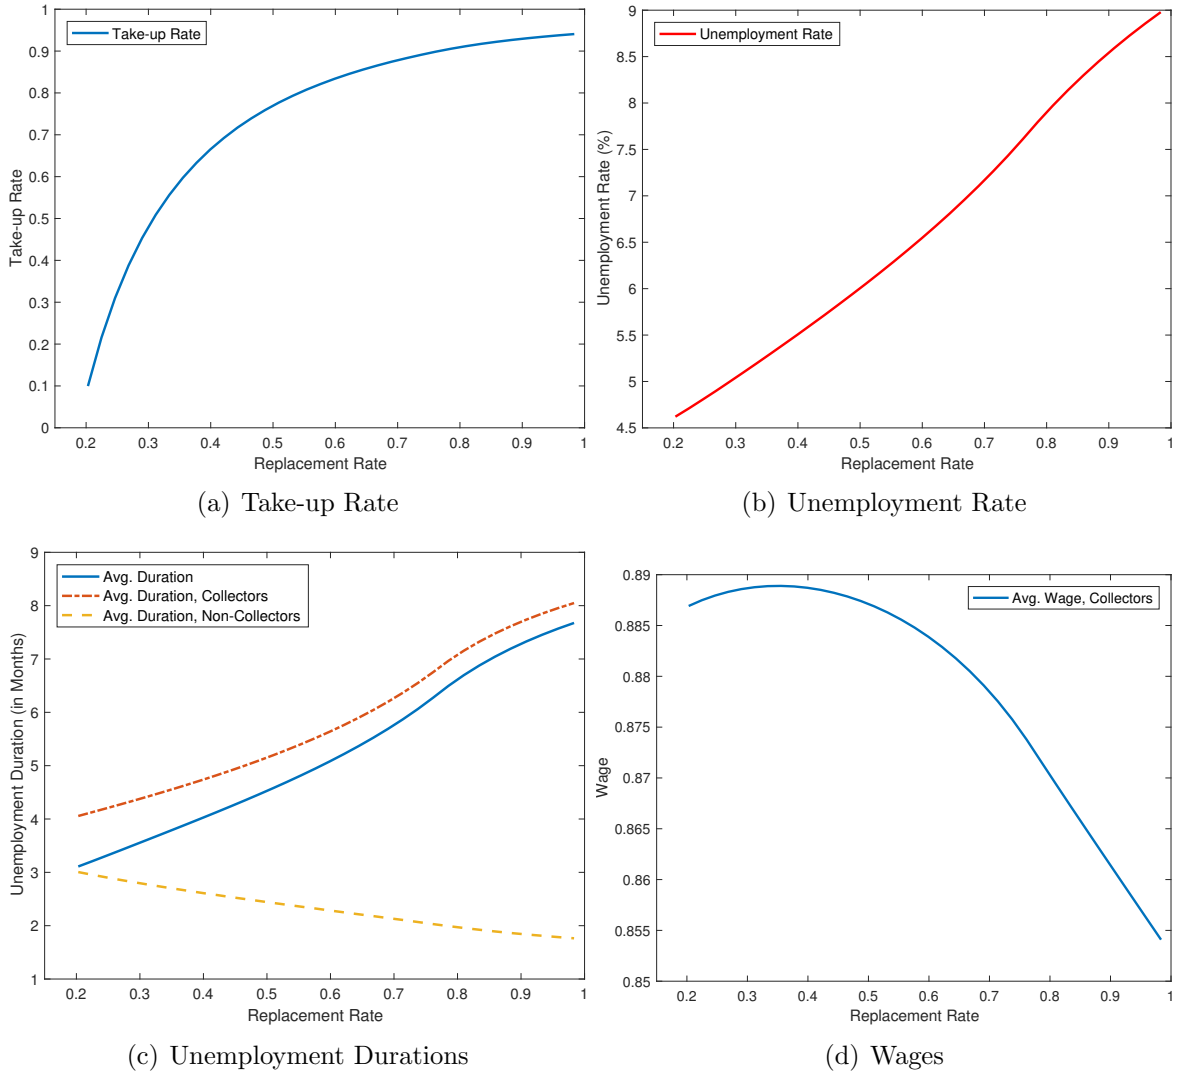 Take-up Rate
1
0.9
0.8
0.7
0.6
0.5
0.4
0.3
0.2
0.1
0
Take-up Rate
0.2 0.3 0.4 0.5 0.6 0.7 0.8 0.9 1
Replacement Rate
(a) Take-up Rate
Unemployment Rate
9
8.5
8
7.5
7
6.5
6
5.5
5
4.5
Unemployment Rate (%)
0.2 0.3 0.4 0.5 0.6 0.7 0.8 0.9 1
Replacement Rate
(b) Unemployment Rate
Avg. Duration
Avg. Duration, Collectors
Avg. Duration, Non-Collectors
9
8
7
6
5
4
3
2
1
Unemployment Duration (in Months)
0.2 0.3 0.4 0.5 0.6 0.7 0.8 0.9 1
Replacement Rate
(c) Unemployment Durations
Avg. Wage, Collectors
0.89
0.885
0.88
0.875
0.87
0.865
0.86
0.855
0.85
Wage
0.2 0.3 0.4 0.5 0.6 0.7 0.8 0.9 1
Replacement Rate
(d) Wages